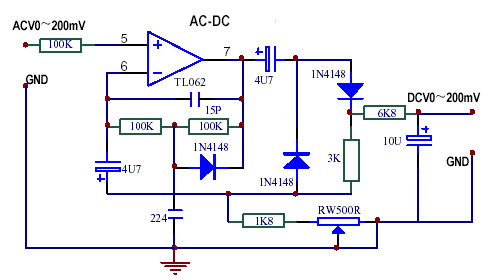 AC-DC
ACV0～200mV
100K
5
6
7
TL062
4U7
1N4148
DCV0~200mV
6K8
GND
15P
100K
100K
10U
1N4148
3K
GND
4U7
1N4148
224
1K8
RW500R